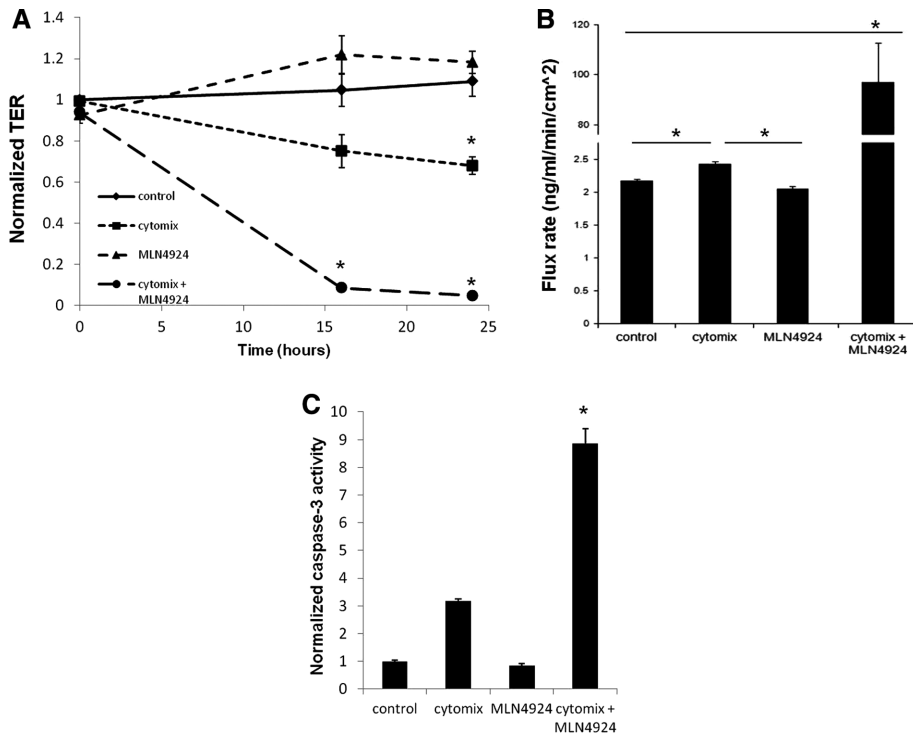 A
Normalized TER
1.4
1.2
1
0.8
0.6
0.4
0.2
0
control
cytomix
MLN4924
cytomix +
MLN4924
*
*
*
0
5
10
15
20
25
Time (hours)
B
Flux rate (ng/ml/min/cm^2)
120
100
80
2.5
2
1.5
1
0.5
0
*
*
*
control
cytomix
MLN4924
cytomix +
MLN4924
C
Normalized caspase-3 activity
10
9
8
7
6
5
4
3
2
1
0
*
control
cytomix
MLN4924
cytomix +
MLN4924